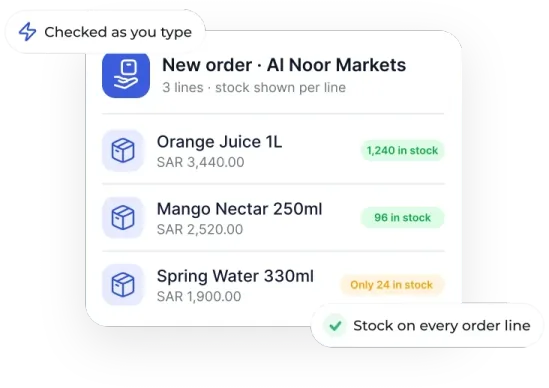 Checked as you type
New order · Al Noor Markets
3 lines · stock shown per line
Orange Juice 1L
SAR 3,440.00
1,240 in stock
Mango Nectar 250ml
SAR 2,520.00
96 in stock
Spring Water 330ml
SAR 1,900.00
Only 24 in stock
Stock on every order line